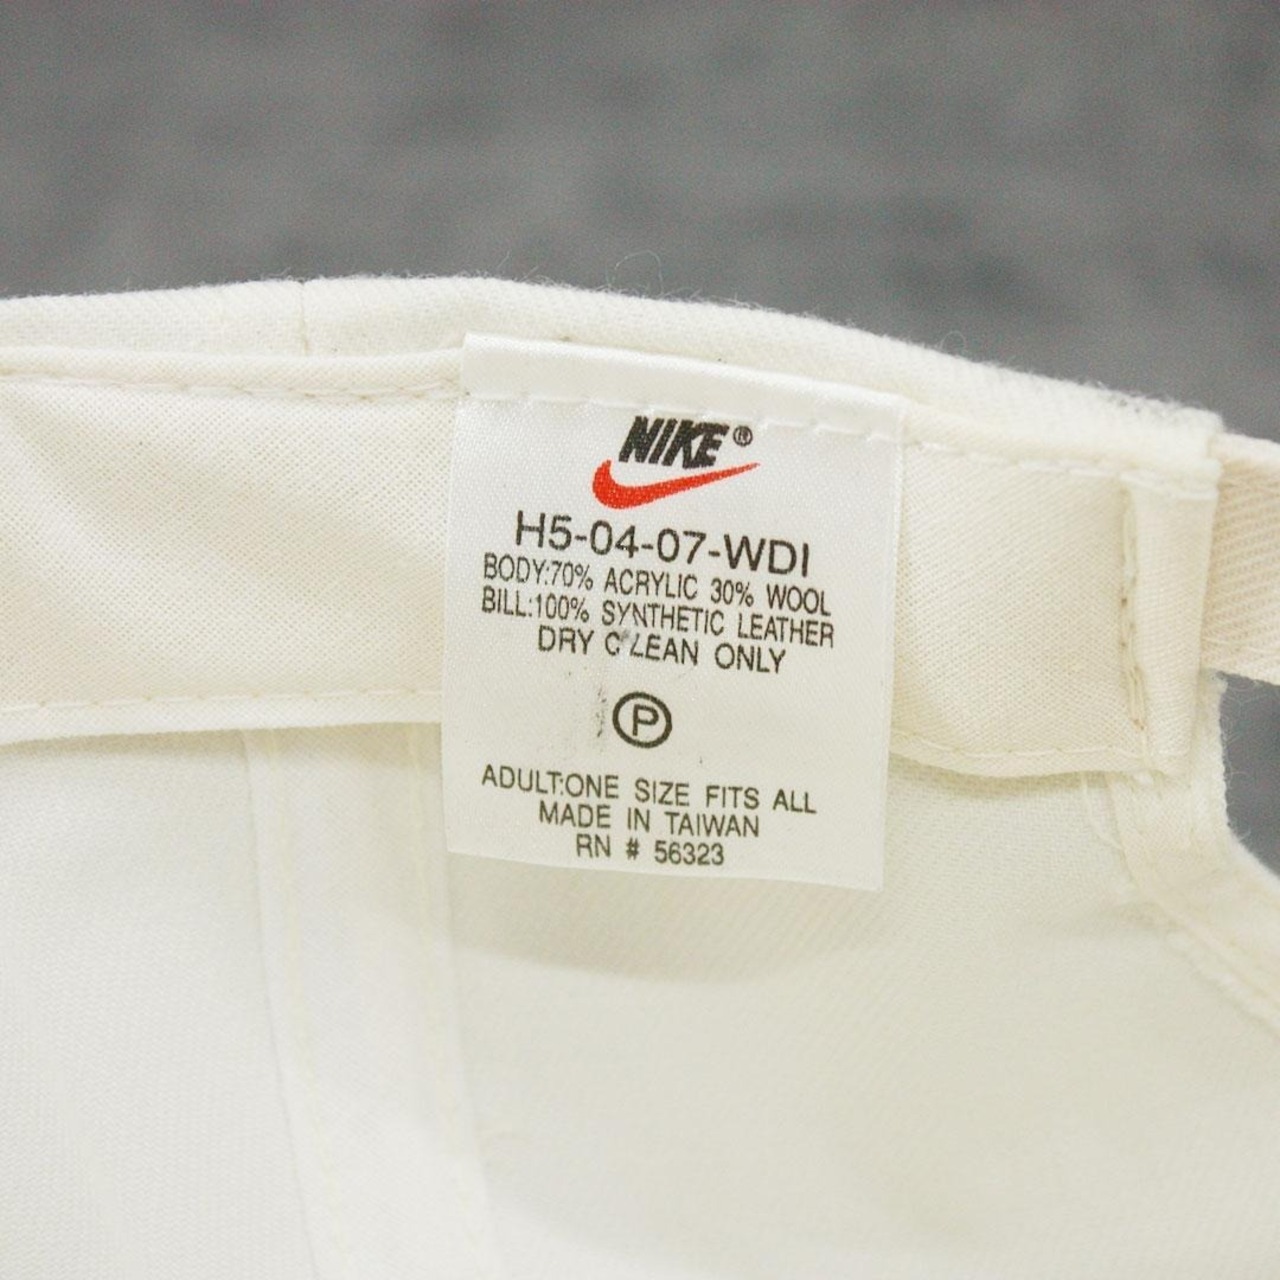 NIKE®
H5-04-07-WDI
BODY:70% ACRYLIC 30% WOOL
BILL:100% SYNTHETIC LEATHER
DRY CLEAN ONLY
P
ADULT:ONE SIZE FITS ALL
MADE IN TAIWAN
RN # 56323